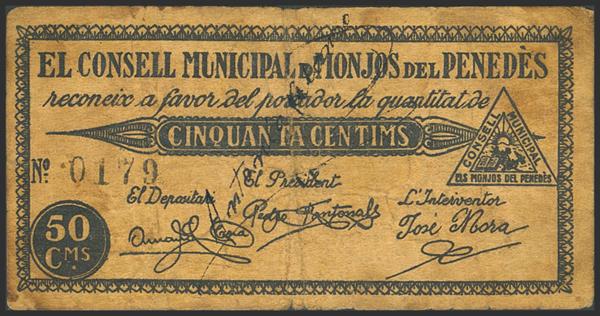 EL CONSELL MUNICIPAL D MONJOS DEL PENEDÈS
reconeix a favor del portador la quantitat de
CINQUANTA CENTIMS
CONSELL MUNICIPAL
ELS MONJOS DEL PENEDÈS
Nº. 0179
El Depositari
El President
L'Interventor
Pedro Fontanals
José Mora
50 CMS.